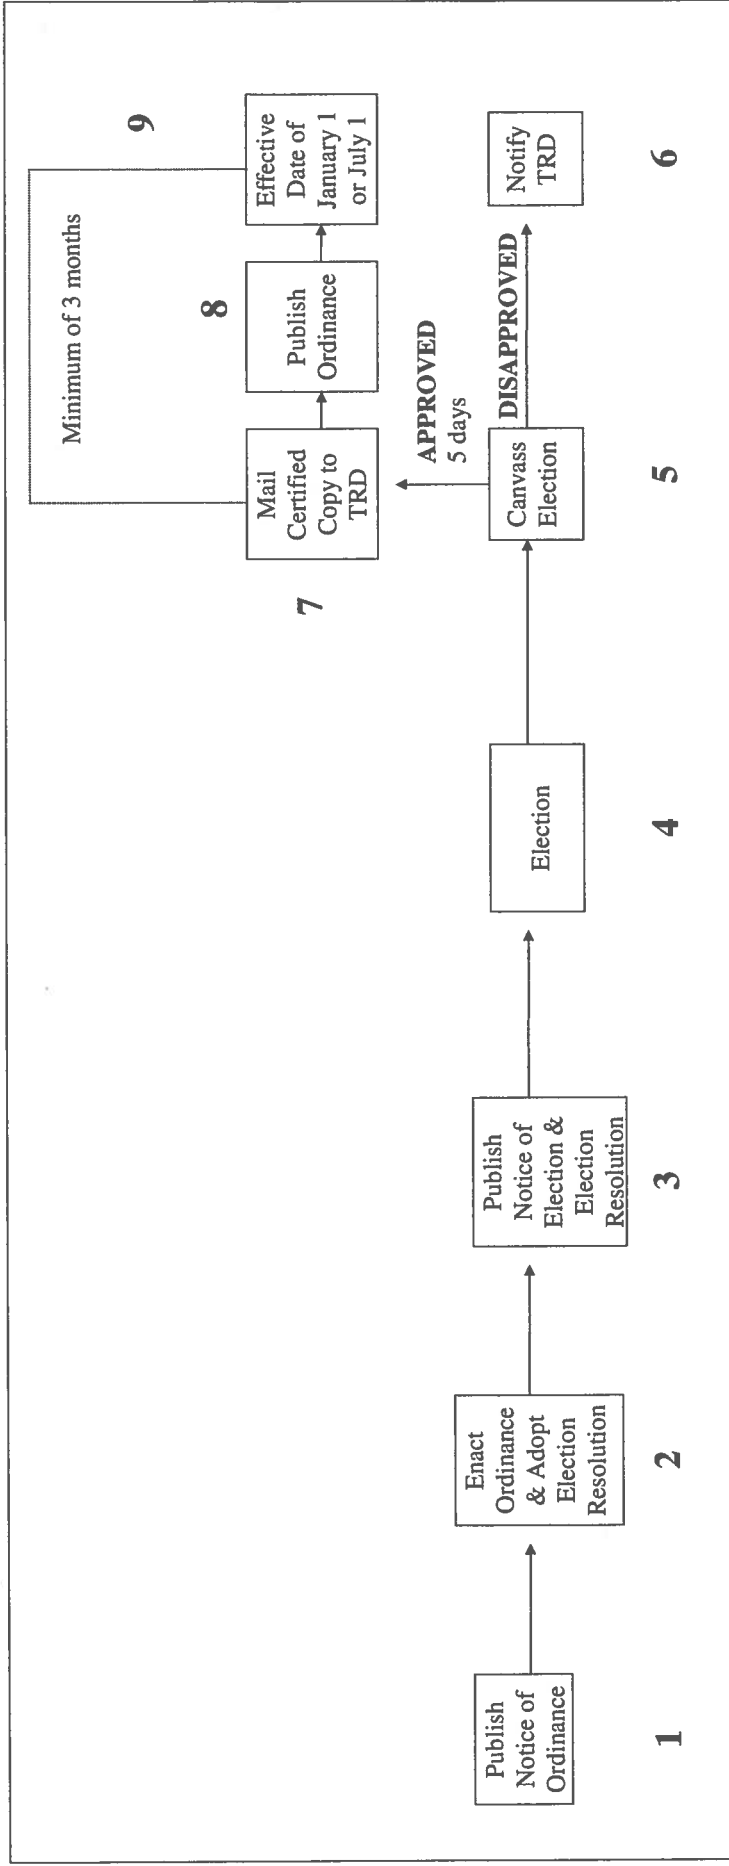 Publish
Notice of
Ordinance
1
Enact
Ordinance
& Adopt
Election
Resolution
2
Publish
Notice of
Election &
Election
Resolution
3
Election
4
Canvass
Election
5
DISAPPROVED
Notify
TRD
6
APPROVED
5 days
Mail
Certified
Copy to
TRD
7
Publish
Ordinance
8
Effective
Date of
January 1
or July 1
9
Minimum of 3 months